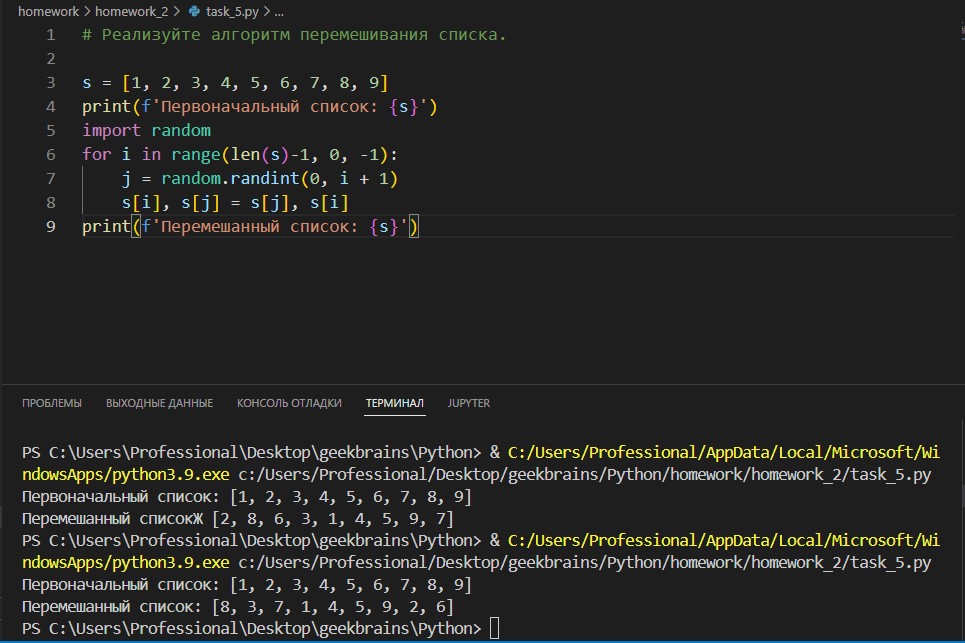 homework > homework_2 > task_5.py > ...
1 # Реализуйте алгоритм перемешивания списка.
2
3 s = [1, 2, 3, 4, 5, 6, 7, 8, 9]
4 print(f'Первоначальный список: {s}')
5 import random
6 for i in range(len(s)-1, 0, -1):
7     j = random.randint(0, i + 1)
8     s[i], s[j] = s[j], s[i]
9 print(f'Перемешанный список: {s}')
ПРОБЛЕМЫ ВЫХОДНЫЕ ДАННЫЕ КОНСОЛЬ ОТЛАДКИ ТЕРМИНАЛ JUPYTER
PS C:\Users\Professional\Desktop\geekbrains\Python> & C:/Users/Professional/AppData/Local/Microsoft/Wi
ndowsApps/python3.9.exe c:/Users/Professional/Desktop/geekbrains/Python/homework/homework_2/task_5.py
Первоначальный список: [1, 2, 3, 4, 5, 6, 7, 8, 9]
Перемешанный списокЖ [2, 8, 6, 3, 1, 4, 5, 9, 7]
PS C:\Users\Professional\Desktop\geekbrains\Python> & C:/Users/Professional/AppData/Local/Microsoft/Wi
ndowsApps/python3.9.exe c:/Users/Professional/Desktop/geekbrains/Python/homework/homework_2/task_5.py
Первоначальный список: [1, 2, 3, 4, 5, 6, 7, 8, 9]
Перемешанный список: [8, 3, 7, 1, 4, 5, 9, 2, 6]
PS C:\Users\Professional\Desktop\geekbrains\Python>